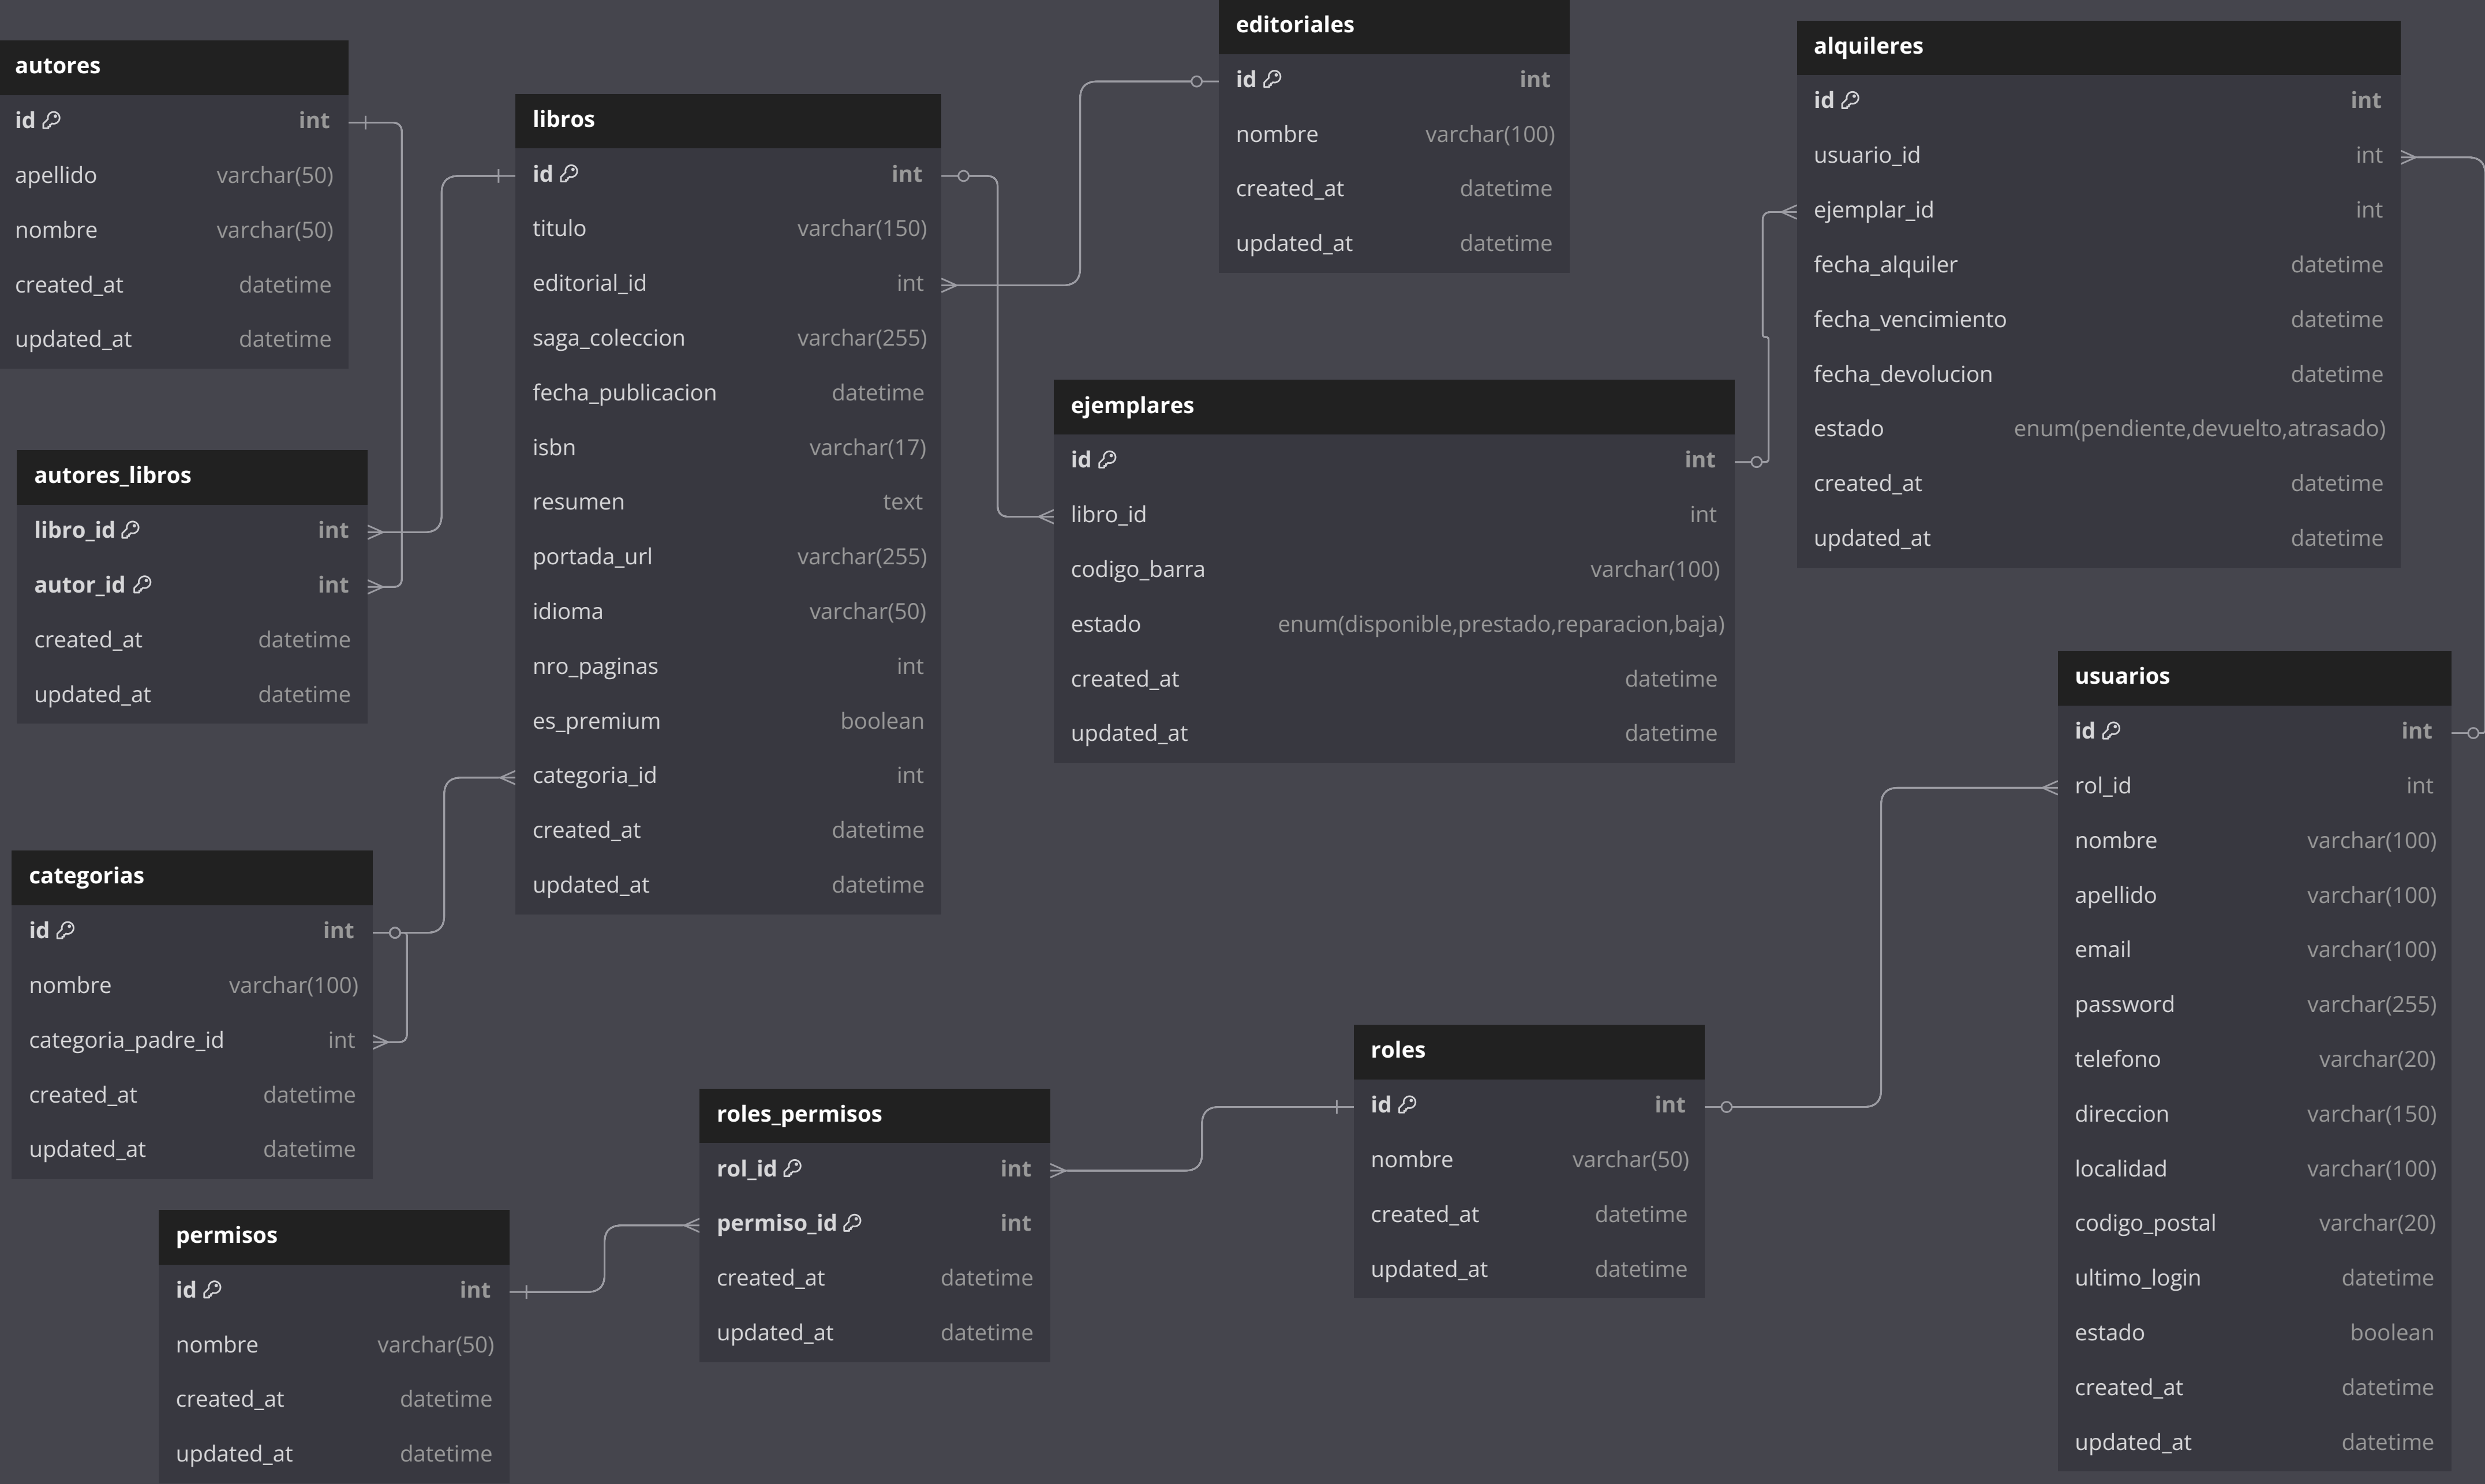 autores
id int
apellido varchar(50)
nombre varchar(50)
created_at datetime
updated_at datetime
autores_libros
libro_id int
autor_id int
created_at datetime
updated_at datetime
categorias
id int
nombre varchar(100)
categoria_padre_id int
created_at datetime
updated_at datetime
permisos
id int
nombre varchar(50)
created_at datetime
updated_at datetime
libros
id int
titulo varchar(150)
editorial_id int
saga_coleccion varchar(255)
fecha_publicacion datetime
isbn varchar(17)
resumen text
portada_url varchar(255)
idioma varchar(50)
nro_paginas int
es_premium boolean
categoria_id int
created_at datetime
updated_at datetime
roles_permisos
rol_id int
permiso_id int
created_at datetime
updated_at datetime
editoriales
id int
nombre varchar(100)
created_at datetime
updated_at datetime
ejemplares
id int
libro_id int
codigo_barra varchar(100)
estado enum(disponible,prestado,reparacion,baja)
created_at datetime
updated_at datetime
roles
id int
nombre varchar(50)
created_at datetime
updated_at datetime
alquileres
id int
usuario_id int
ejemplar_id int
fecha_alquiler datetime
fecha_vencimiento datetime
fecha_devolucion datetime
estado enum(pendiente,devuelto,atrasado)
created_at datetime
updated_at datetime
usuarios
id int
rol_id int
nombre varchar(100)
apellido varchar(100)
email varchar(100)
password varchar(255)
telefono varchar(20)
direccion varchar(150)
localidad varchar(100)
codigo_postal varchar(20)
ultimo_login datetime
estado boolean
created_at datetime
updated_at datetime